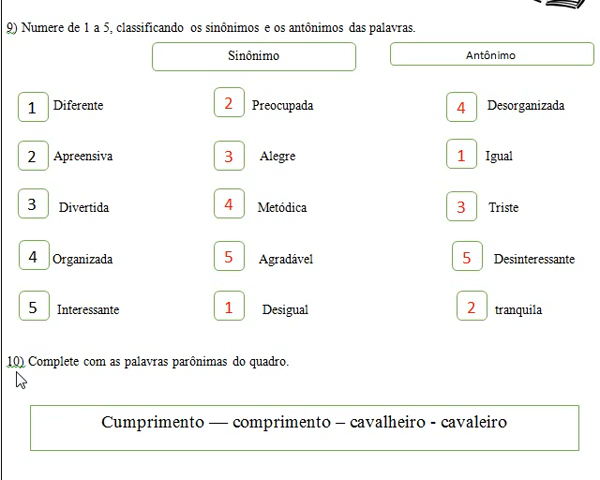 9) Numere de 1 a 5, classificando os sinônimos e os antônimos das palavras.
Sinônimo Antônimo
1 Diferente 2 Preocupada 4 Desorganizada
2 Apreensiva 3 Alegre 1 Igual
3 Divertida 4 Metódica 3 Triste
4 Organizada 5 Agradável 5 Desinteressante
5 Interessante 1 Desigual 2 tranquila
10) Complete com as palavras parônimas do quadro.
Cumprimento — comprimento – cavalheiro - cavaleiro